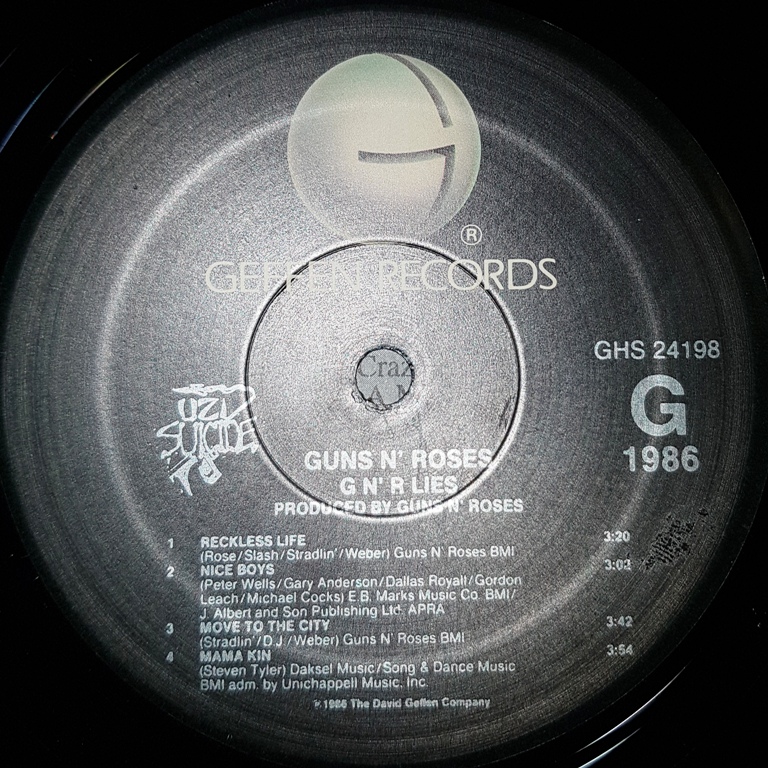 G
®
GEFFEN RECORDS
GHS 24198
G
1986
UZI
SUICIDE
Craz
A M
GUNS N' ROSES
G N' R LIES
PRODUCED BY GUNS N' ROSES
1 RECKLESS LIFE 3:20
(Rose/Slash/Stradlin'/Weber) Guns N' Roses BMI
2 NICE BOYS 3:02
(Peter Wells/Gary Anderson/Dallas Royall/Gordon
Leach/Michael Cocks) E.B. Marks Music Co. BMI/
J. Albert and Son Publishing Ltd. APRA
3 MOVE TO THE CITY 3:42
(Stradlin'/D.J./Weber) Guns N' Roses BMI
4 MAMA KIN 3:54
(Steven Tyler) Daksel Music/Song & Dance Music
BMI adm. by Unichappell Music, Inc.
℗ 1986 The David Geffen Company